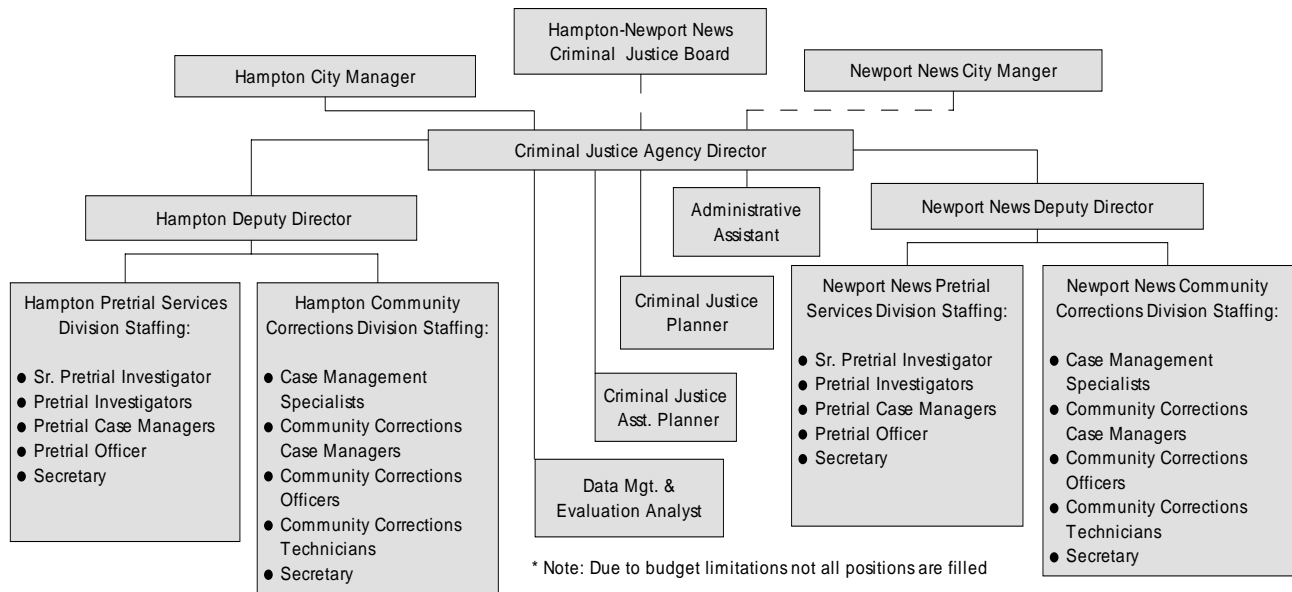 Hampton-Newport News
Criminal Justice Board
Hampton City Manager
Newport News City Manger
Criminal Justice Agency Director
Hampton Deputy Director
Administrative
Assistant
Newport News Deputy Director
Hampton Pretrial Services
Division Staffing:
● Sr. Pretrial Investigator
● Pretrial Investigators
● Pretrial Case Managers
● Pretrial Officer
● Secretary
Hampton Community
Corrections Division Staffing:
● Case Management
Specialists
● Community Corrections
Case Managers
● Community Corrections
Officers
● Community Corrections
Technicians
● Secretary
Criminal Justice
Planner
Criminal Justice
Asst. Planner
Data Mgt. &
Evaluation Analyst
Newport News Pretrial
Services Division Staffing:
● Sr. Pretrial Investigator
● Pretrial Investigators
● Pretrial Case Managers
● Pretrial Officer
● Secretary
Newport News Community
Corrections Division Staffing:
● Case Management
Specialists
● Community Corrections
Case Managers
● Community Corrections
Officers
● Community Corrections
Technicians
● Secretary
* Note: Due to budget limitations not all positions are filled